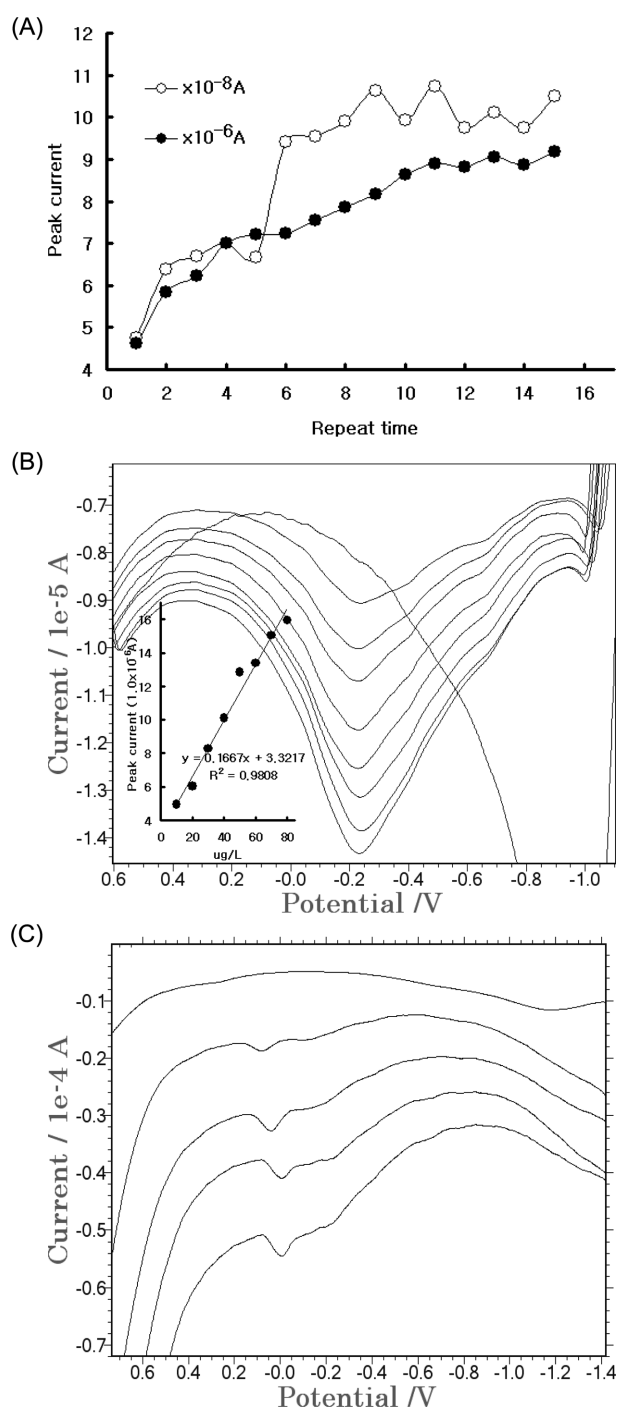 (A)
12
11
10
9
8
7
6
5
4
Peak current
×10⁻⁸A
×10⁻⁶A
0 2 4 6 8 10 12 14 16
Repeat time
(B)
-0.7
-0.8
-0.9
-1.0
-1.1
-1.2
-1.3
-1.4
Current / 1e-5 A
16
14
12
10
8
6
4
Peak current (1.0x10⁻⁶A)
y = 0.1667x + 3.3217
R² = 0.9808
0 20 40 60 80
ug/L
0.6 0.4 0.2 -0.0 -0.2 -0.4 -0.6 -0.8 -1.0
Potential /V
(C)
-0.1
-0.2
-0.3
-0.4
-0.5
-0.6
-0.7
Current / 1e-4 A
0.6 0.4 0.2 -0.0 -0.2 -0.4 -0.6 -0.8 -1.0 -1.2 -1.4
Potential /V